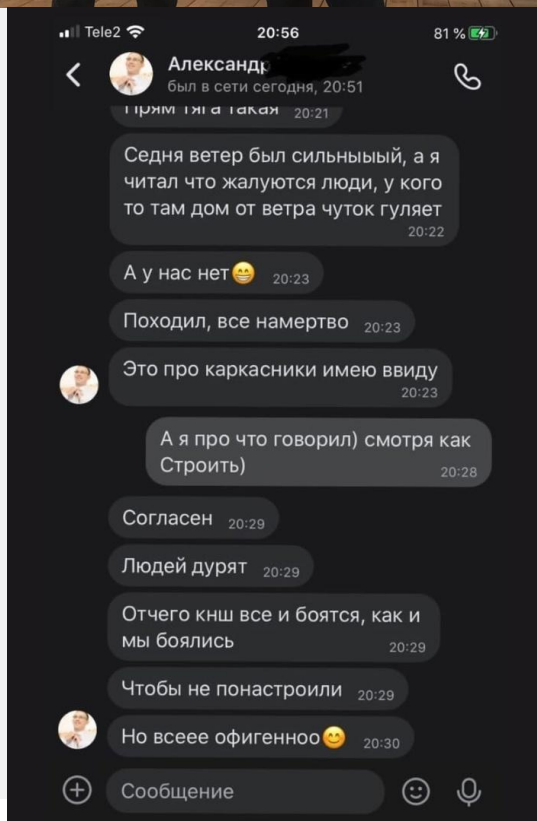 Tele2
20:56
81 %
Александр
был в сети сегодня, 20:51
Прям тяга такая 20:21
Седня ветер был сильныыый, а я
читал что жалуются люди, у кого
то там дом от ветра чуток гуляет
20:22
А у нас нет😁 20:23
Походил, все намертво 20:23
Это про каркасники имею ввиду
20:23
А я про что говорил) смотря как
Строить)
20:28
Согласен 20:29
Людей дурят 20:29
Отчего кнш все и боятся, как и
мы боялись
20:29
Чтобы не понастроили 20:29
Но всеее офигенноо😊 20:30
Сообщение